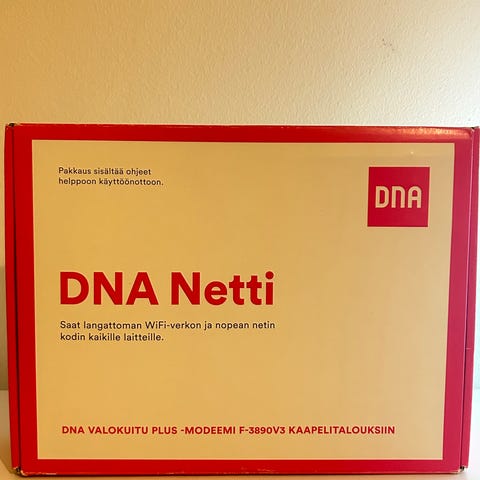 Pakkaus sisältää ohjeet
helppoon käyttöönottoon.
DNA
DNA Netti
Saat langattoman WiFi-verkon ja nopean netin
kodin kaikille laitteille.
DNA VALOKUITU PLUS -MODEEMI F-3890V3 KAAPELITALOUKSIIN